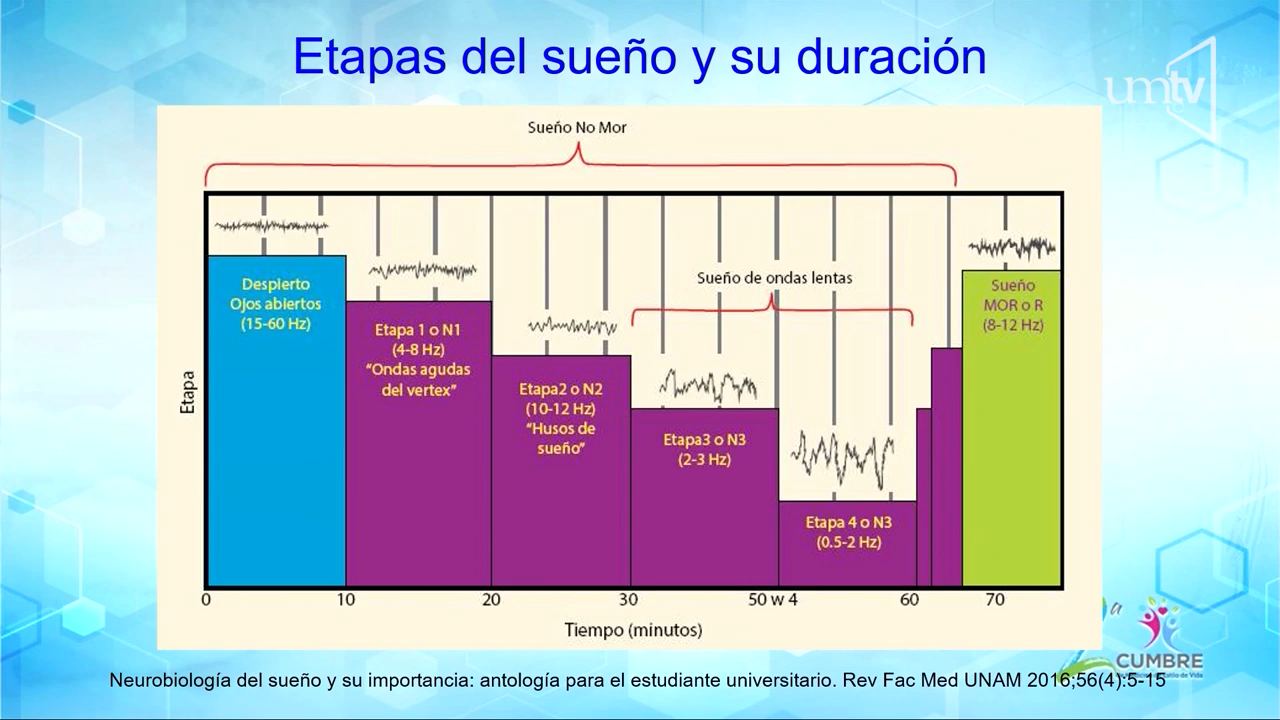 Etapas del sueño y su duración
umtv
Sueño No Mor
Sueño de ondas lentas
Despierto
Ojos abiertos
(15-60 Hz)
Etapa 1 o N1
(4-8 Hz)
“Ondas agudas
del vertex”
Etapa2 o N2
(10-12 Hz)
“Husos de
sueño”
Etapa3 o N3
(2-3 Hz)
Etapa 4 o N3
(0.5-2 Hz)
Sueño
MOR o R
(8-12 Hz)
Etapa
0 10 20 30 50 w 4 60 70
Tiempo (minutos)
a
CUMBRE
Neurobiología del sueño y su importancia: antología para el estudiante universitario. Rev Fac Med UNAM 2016;56(4):5-15